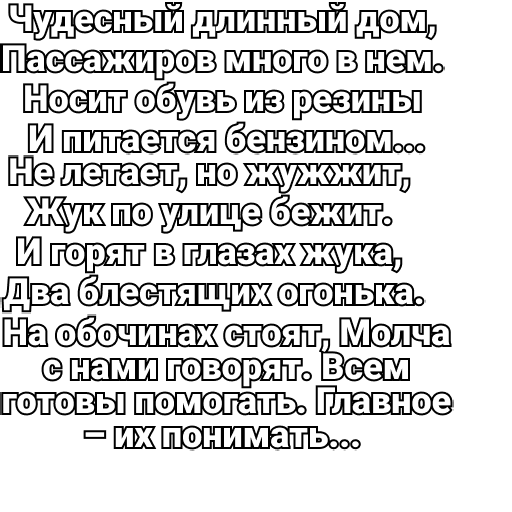 Чудесный длинный дом,
Пассажиров много в нем.
Носит обувь из резины
И питается бензином...
Не летает, но жужжит,
Жук по улице бежит.
И горят в глазах жука,
Два блестящих огонька.
На обочинах стоят, Молча
с нами говорят. Всем
готовы помогать. Главное
– их понимать...